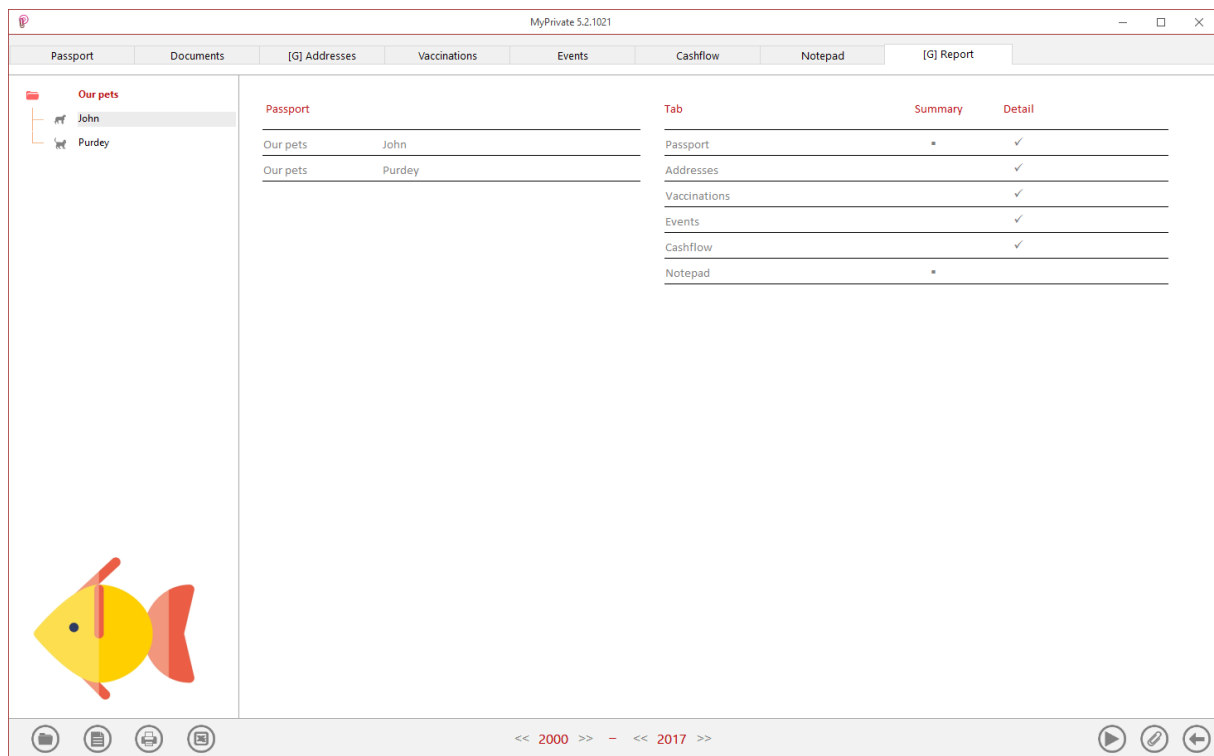 MyPrivate 5.2.1021
Passport Documents [G] Addresses Vaccinations Events Cashflow Notepad [G] Report
Our pets
John
Purdey
Passport
Our pets John
Our pets Purdey
Tab Summary Detail
Passport ▪ ✓
Addresses ✓
Vaccinations ✓
Events ✓
Cashflow ✓
Notepad ▪
<< 2000 >> – << 2017 >>